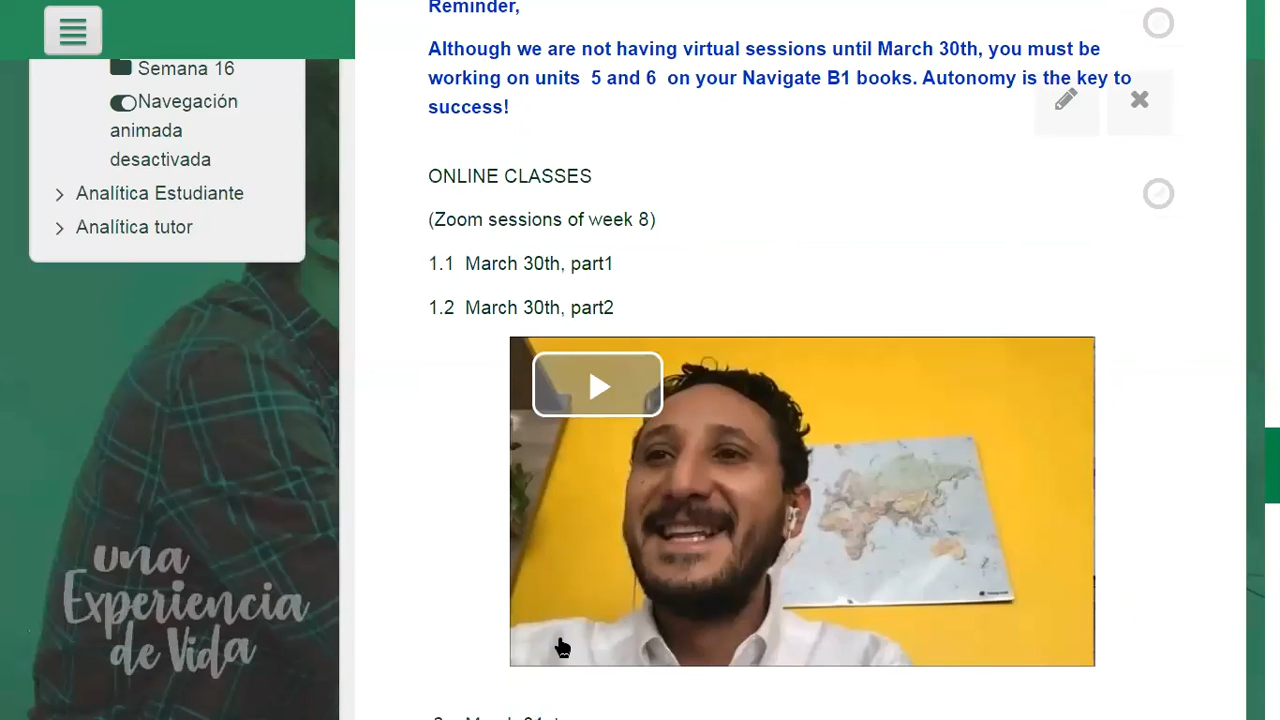 Semana 16
Navegación
animada
desactivada
Analítica Estudiante
Analítica tutor
una
Experiencia
de Vida
Reminder,
Although we are not having virtual sessions until March 30th, you must be
working on units 5 and 6 on your Navigate B1 books. Autonomy is the key to
success!
ONLINE CLASSES
(Zoom sessions of week 8)
1.1 March 30th, part1
1.2 March 30th, part2